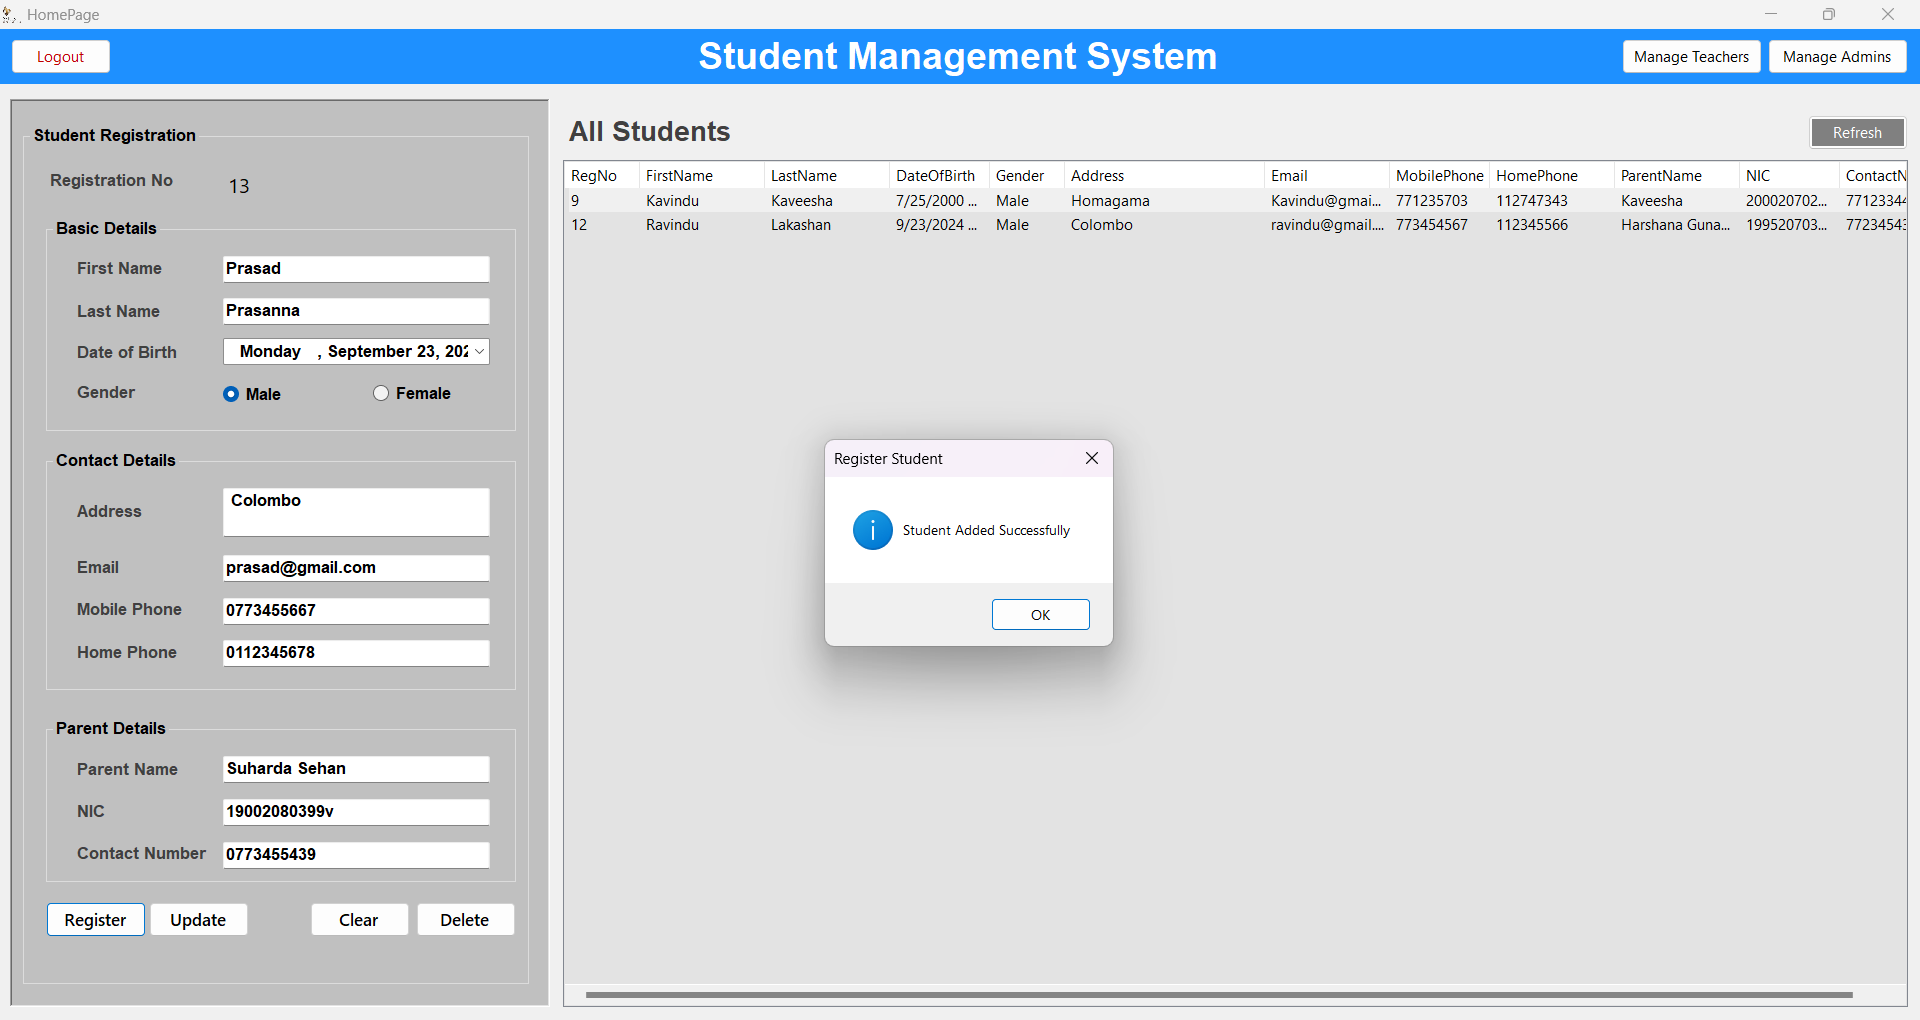 HomePage
Logout
Student Management System
Manage Teachers
Manage Admins
Student Registration
Registration No
13
Basic Details
First Name
Prasad
Last Name
Prasanna
Date of Birth
Monday , September 23, 202
Gender
Male
Female
Contact Details
Address
Colombo
Email
prasad@gmail.com
Mobile Phone
0773455667
Home Phone
0112345678
Parent Details
Parent Name
Suharda Sehan
NIC
19002080399v
Contact Number
0773455439
Register
Update
Clear
Delete
All Students
Refresh
RegNo FirstName LastName DateOfBirth Gender Address Email MobilePhone HomePhone ParentName NIC ContactN
9 Kavindu Kaveesha 7/25/2000 ... Male Homagama Kavindu@gmai... 771235703 112747343 Kaveesha 200020702... 77123344
12 Ravindu Lakashan 9/23/2024 ... Male Colombo ravindu@gmail.... 773454567 112345566 Harshana Guna... 199520703... 7723454
Register Student
Student Added Successfully
OK